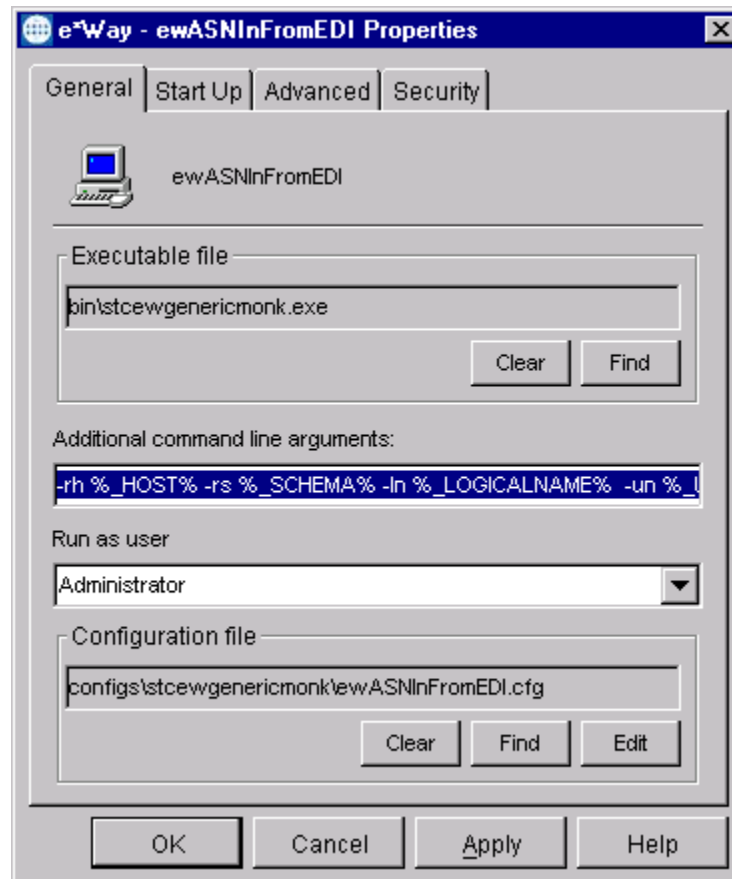 e*Way - ewASNInFromEDI Properties
General Start Up Advanced Security
ewASNInFromEDI
Executable file
bin\stcewgenericmonk.exe
Clear Find
Additional command line arguments:
-rh %_HOST% -rs %_SCHEMA% -ln %_LOGICALNAME% -un %_U
Run as user
Administrator
Configuration file
configs\stcewgenericmonk\ewASNInFromEDI.cfg
Clear Find Edit
OK Cancel Apply Help